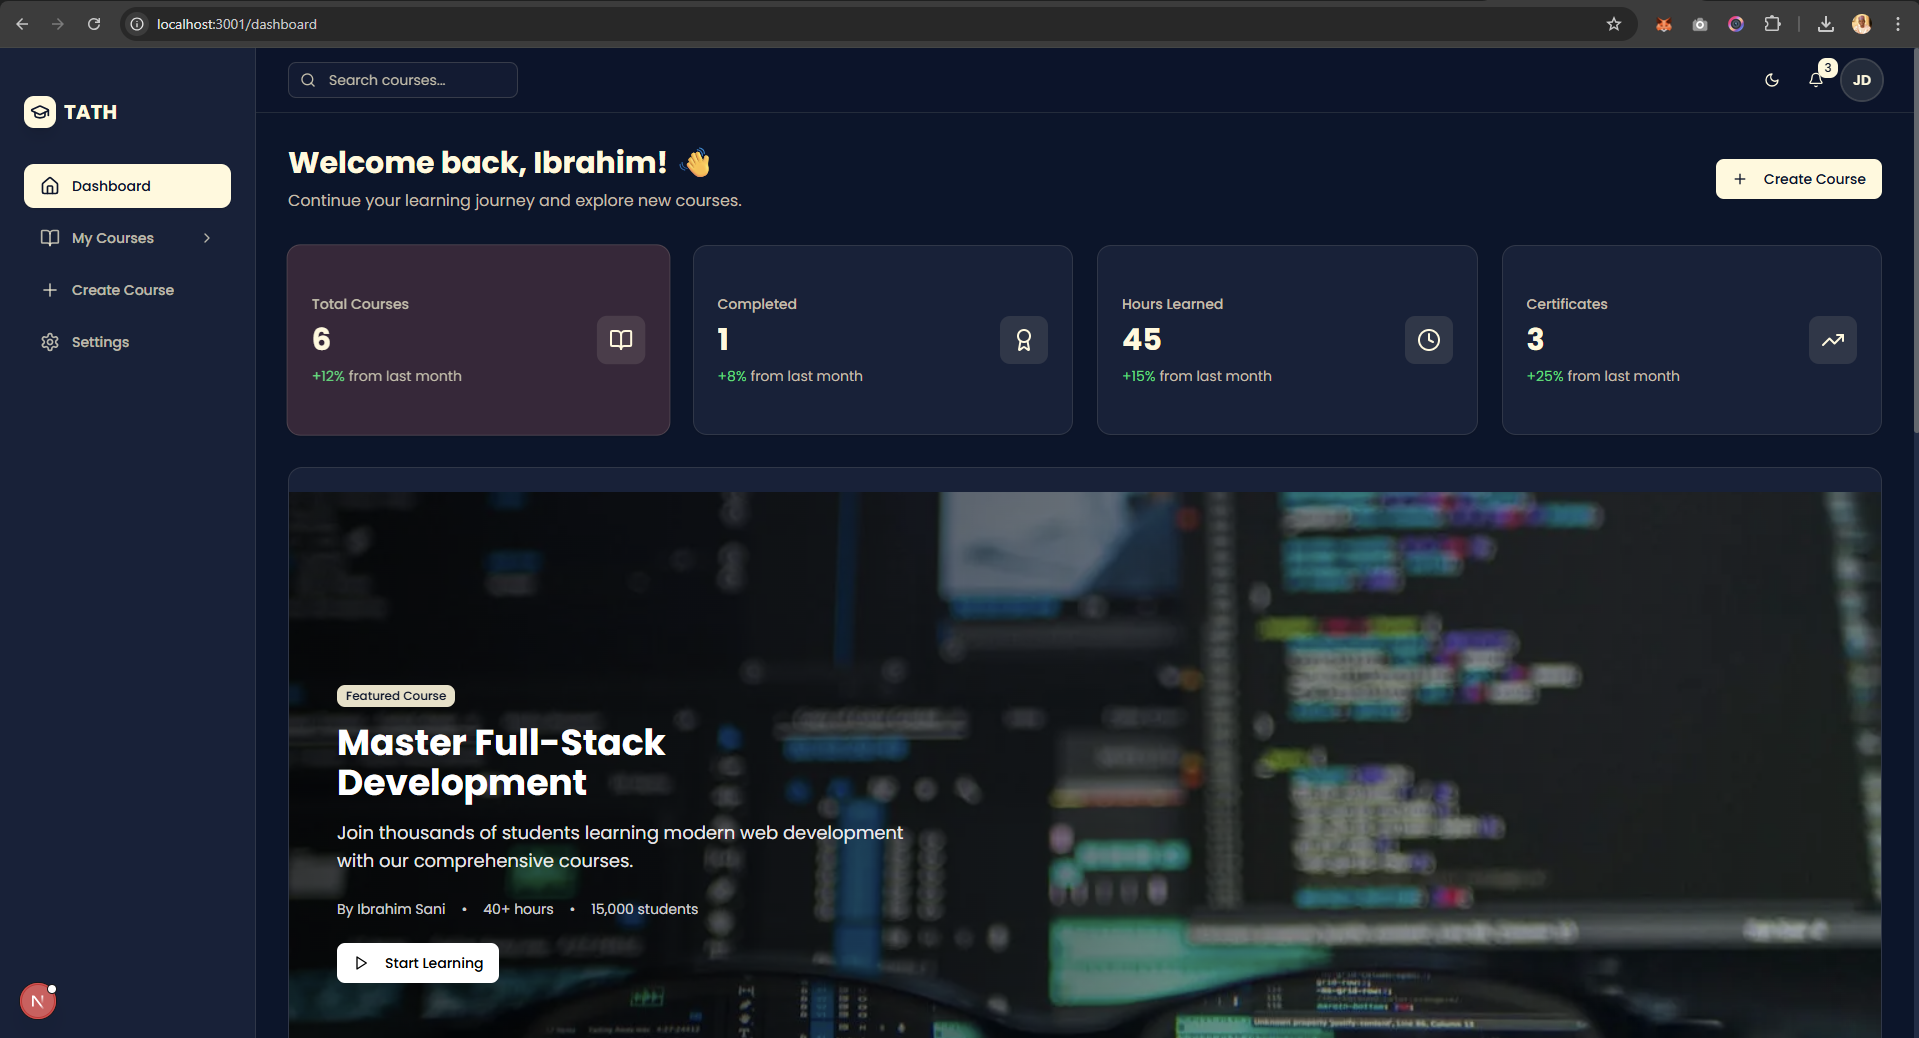 localhost:3001/dashboard
Search courses...
3
JD
TATH
Dashboard
My Courses
Create Course
Settings
Welcome back, Ibrahim! 👋
Continue your learning journey and explore new courses.
Create Course
Total Courses
6
+12% from last month
Completed
1
+8% from last month
Hours Learned
45
+15% from last month
Certificates
3
+25% from last month
Featured Course
Master Full-Stack
Development
Join thousands of students learning modern web development
with our comprehensive courses.
By Ibrahim Sani • 40+ hours • 15,000 students
Start Learning
N